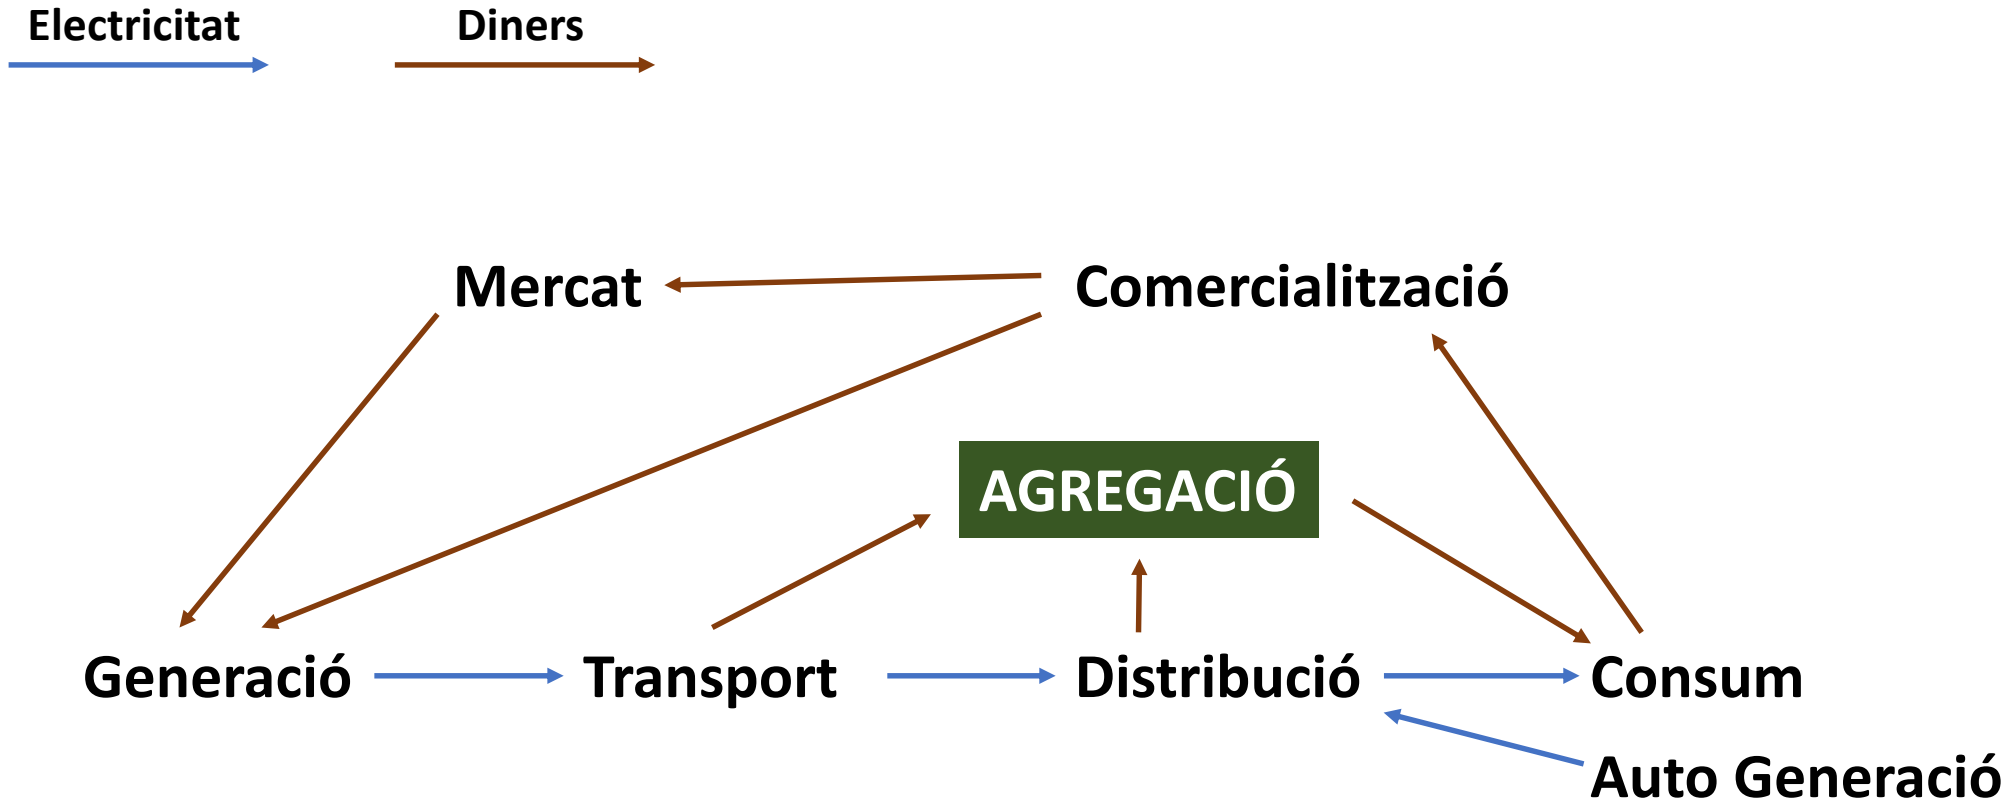 Electricitat
Diners
Mercat
Comercialització
AGREGACIÓ
Generació
Transport
Distribució
Consum
Auto Generació